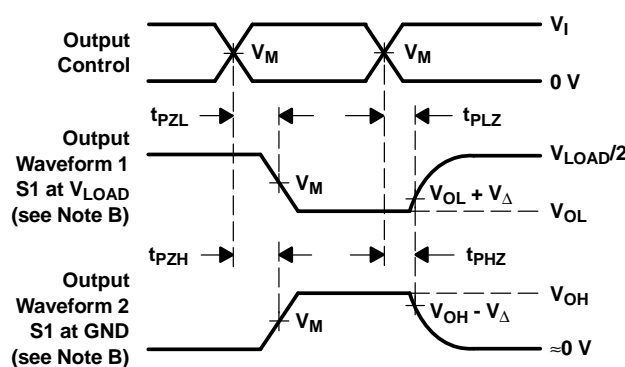 Output
Control
V_M
V_M
V_I
0 V
t_PZL
t_PLZ
Output
Waveform 1
S1 at V_LOAD
(see Note B)
V_M
V_LOAD/2
V_OL + V_Δ
V_OL
t_PZH
t_PHZ
Output
Waveform 2
S1 at GND
(see Note B)
V_M
V_OH
V_OH - V_Δ
≈0 V